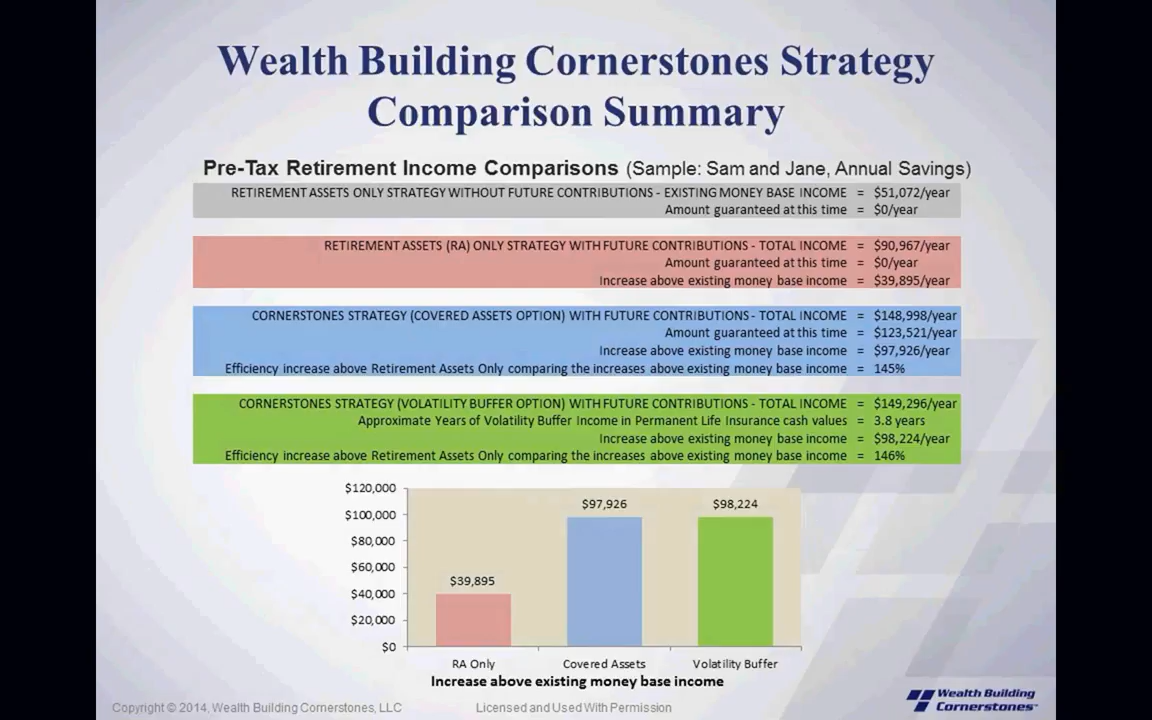 Wealth Building Cornerstones Strategy
Comparison Summary
Pre-Tax Retirement Income Comparisons (Sample: Sam and Jane, Annual Savings)
RETIREMENT ASSETS ONLY STRATEGY WITHOUT FUTURE CONTRIBUTIONS - EXISTING MONEY BASE INCOME = $51,072/year
Amount guaranteed at this time = $0/year
RETIREMENT ASSETS (RA) ONLY STRATEGY WITH FUTURE CONTRIBUTIONS - TOTAL INCOME = $90,967/year
Amount guaranteed at this time = $0/year
Increase above existing money base income = $39,895/year
CORNERSTONES STRATEGY (COVERED ASSETS OPTION) WITH FUTURE CONTRIBUTIONS - TOTAL INCOME = $148,998/year
Amount guaranteed at this time = $123,521/year
Increase above existing money base income = $97,926/year
Efficiency increase above Retirement Assets Only comparing the increases above existing money base income = 145%
CORNERSTONES STRATEGY (VOLATILITY BUFFER OPTION) WITH FUTURE CONTRIBUTIONS - TOTAL INCOME = $149,296/year
Approximate Years of Volatility Buffer Income in Permanent Life Insurance cash values = 3.8 years
Increase above existing money base income = $98,224/year
Efficiency increase above Retirement Assets Only comparing the increases above existing money base income = 146%
$120,000
$100,000
$80,000
$60,000
$40,000
$20,000
$0
$39,895
$97,926
$98,224
RA Only
Covered Assets
Volatility Buffer
Increase above existing money base income
Copyright © 2014, Wealth Building Cornerstones, LLC
Licensed and Used With Permission
Wealth Building
Cornerstones™